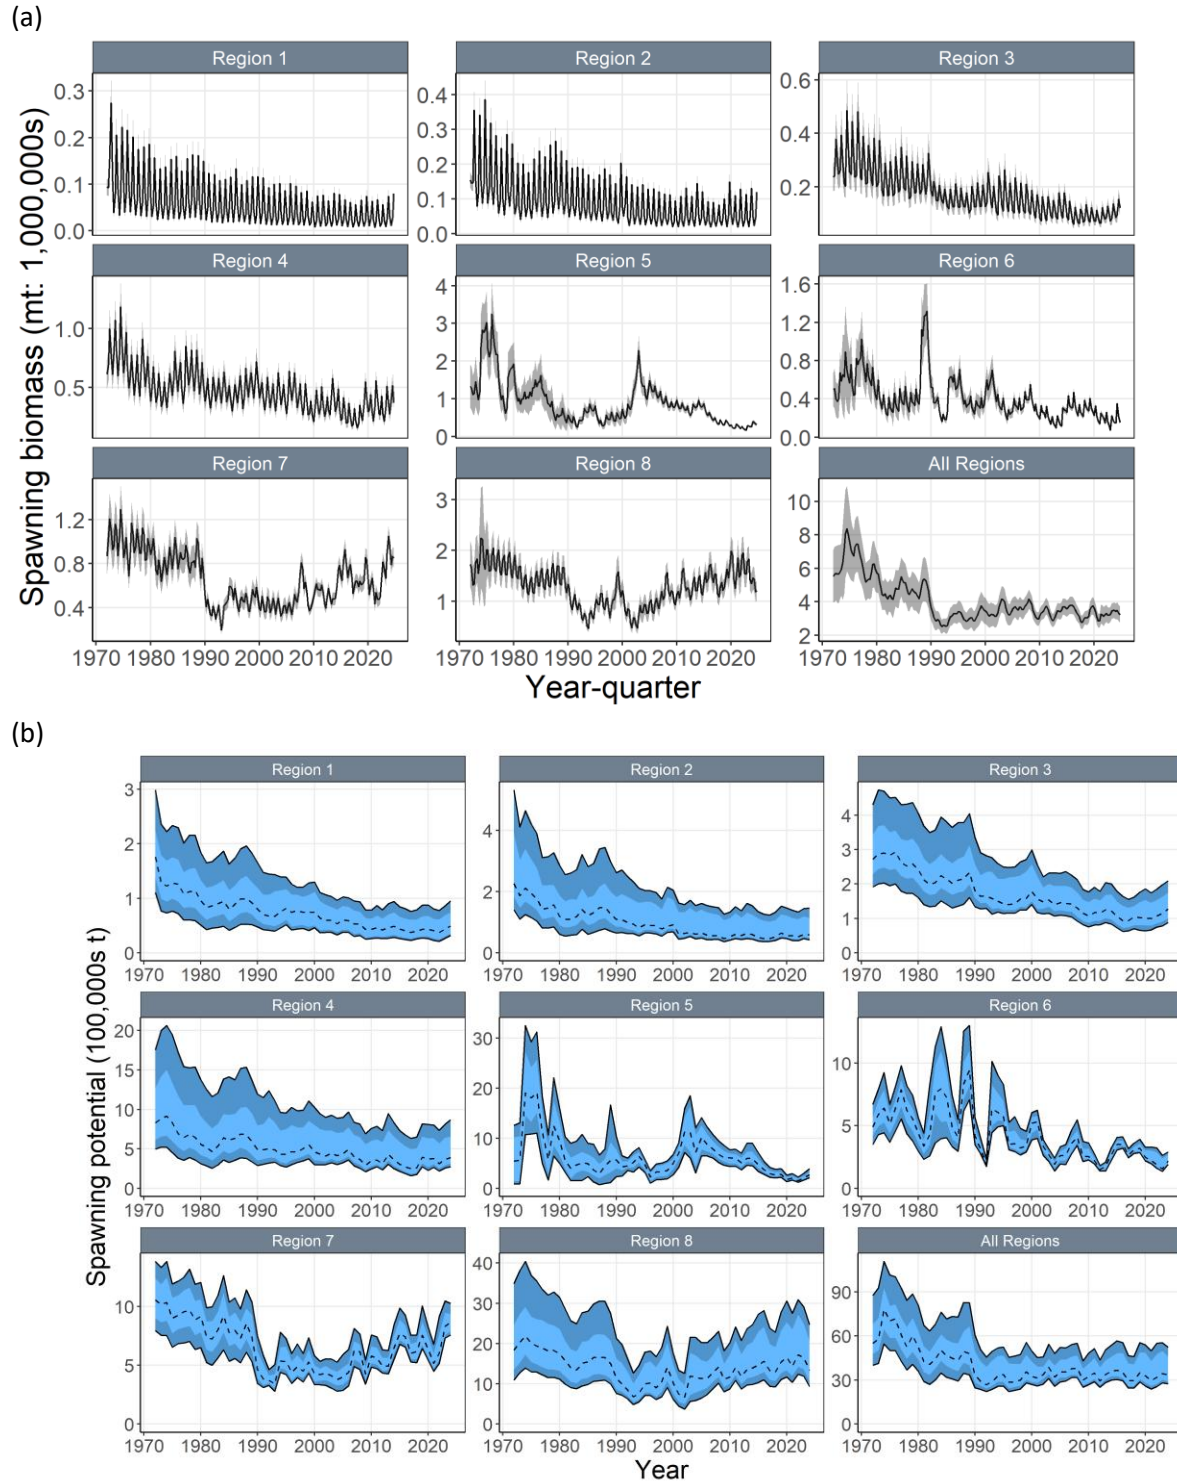 (a)
Region 1
Region 2
Region 3
0.3
0.2
0.1
0.0
0.4
0.3
0.2
0.1
0.0
0.6
0.4
0.2
Region 4
Region 5
Region 6
1.0
0.5
4
3
2
1
0
1.6
1.2
0.8
0.4
0.0
Region 7
Region 8
All Regions
1.2
0.8
0.4
3
2
1
10
8
6
4
2
1970 1980 1990 2000 2010 2020
1970 1980 1990 2000 2010 2020
1970 1980 1990 2000 2010 2020
Spawning biomass (mt: 1,000,000s)
Year-quarter
(b)
Region 1
Region 2
Region 3
3
2
1
0
4
2
0
4
3
2
1
0
1970 1980 1990 2000 2010 2020
1970 1980 1990 2000 2010 2020
1970 1980 1990 2000 2010 2020
Region 4
Region 5
Region 6
20
15
10
5
0
30
20
10
0
10
5
0
1970 1980 1990 2000 2010 2020
1970 1980 1990 2000 2010 2020
1970 1980 1990 2000 2010 2020
Region 7
Region 8
All Regions
10
5
0
40
30
20
10
0
90
60
30
0
1970 1980 1990 2000 2010 2020
1970 1980 1990 2000 2010 2020
1970 1980 1990 2000 2010 2020
Spawning potential (100,000s t)
Year